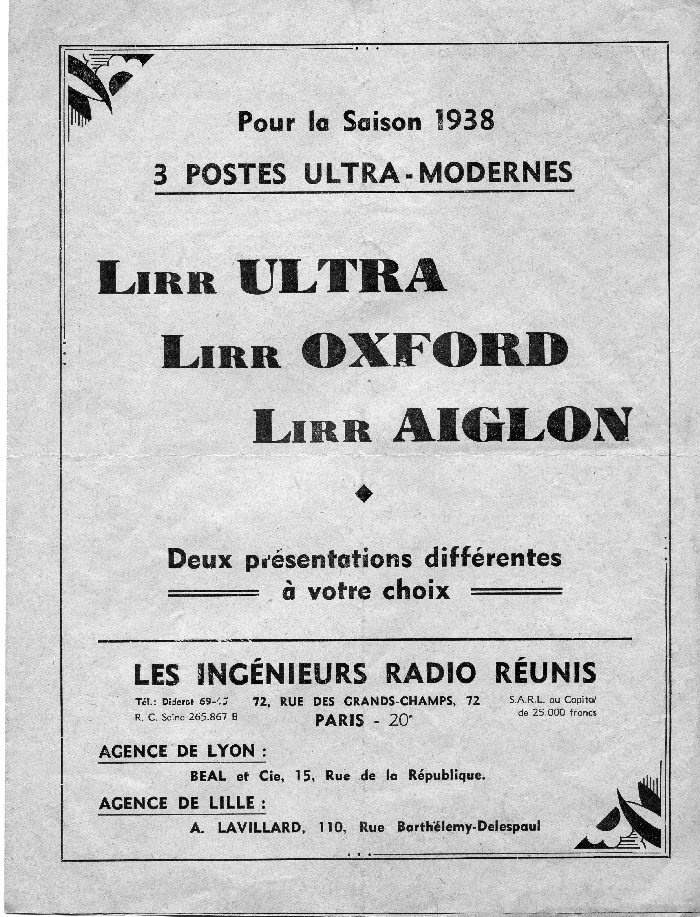 Pour la Saison 1938
3 POSTES ULTRA-MODERNES
LIRR ULTRA
LIRR OXFORD
LIRR AIGLON
Deux présentations différentes
à votre choix
LES INGÉNIEURS RADIO RÉUNIS
Tél.: Diderot 72, RUE DES GRANDS-CHAMPS, 72 S.A.R.L. au Capital
R. C. Seine 265.867 B PARIS - 20e de 25.000 francs
AGENCE DE LYON :
BEAL et Cie, 15, Rue de la République.
AGENCE DE LILLE :
A. LAVILLARD, 110, Rue Barthélemy-Delespaul